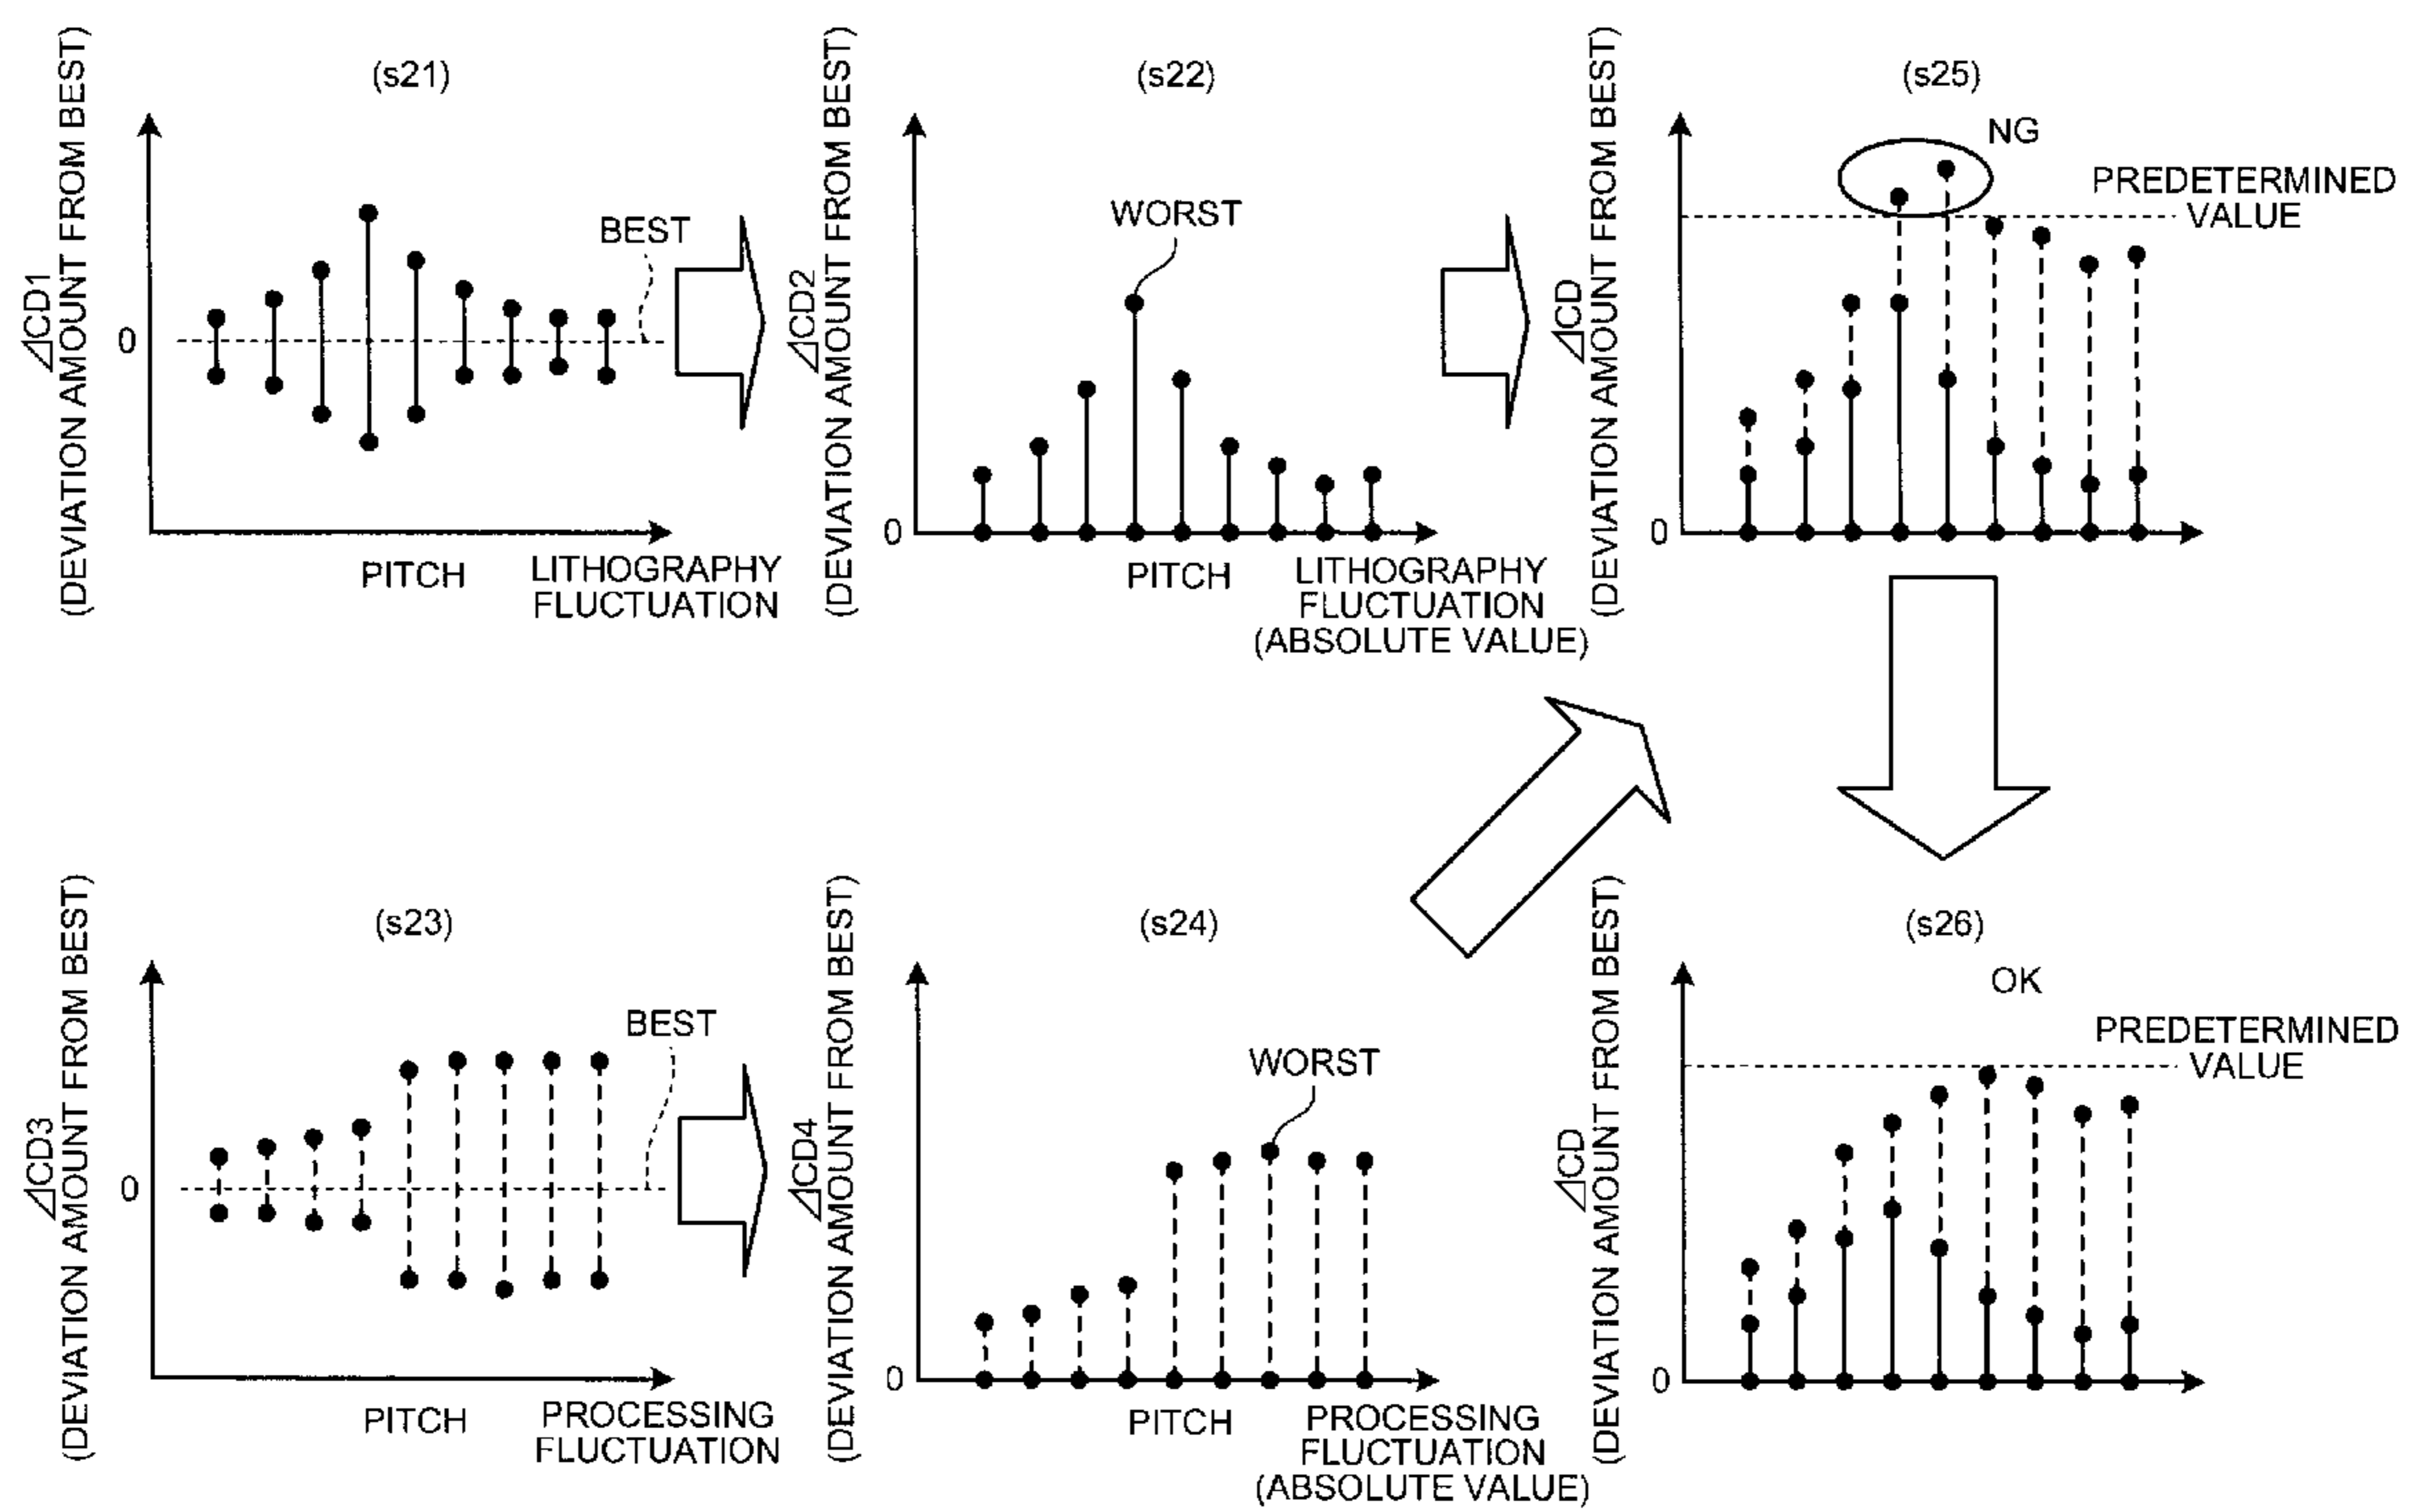 (s21)
⊿CD1
(DEVIATION AMOUNT FROM BEST)
0
BEST
PITCH
LITHOGRAPHY
FLUCTUATION
(s22)
⊿CD2
(DEVIATION AMOUNT FROM BEST)
WORST
0
PITCH
LITHOGRAPHY
FLUCTUATION
(ABSOLUTE VALUE)
(s25)
⊿CD
(DEVIATION AMOUNT FROM BEST)
NG
PREDETERMINED
VALUE
0
(s23)
⊿CD3
(DEVIATION AMOUNT FROM BEST)
0
BEST
PITCH
PROCESSING
FLUCTUATION
(s24)
⊿CD4
(DEVIATION AMOUNT FROM BEST)
WORST
0
PITCH
PROCESSING
FLUCTUATION
(ABSOLUTE VALUE)
(s26)
⊿CD
(DEVIATION AMOUNT FROM BEST)
OK
PREDETERMINED
VALUE
0